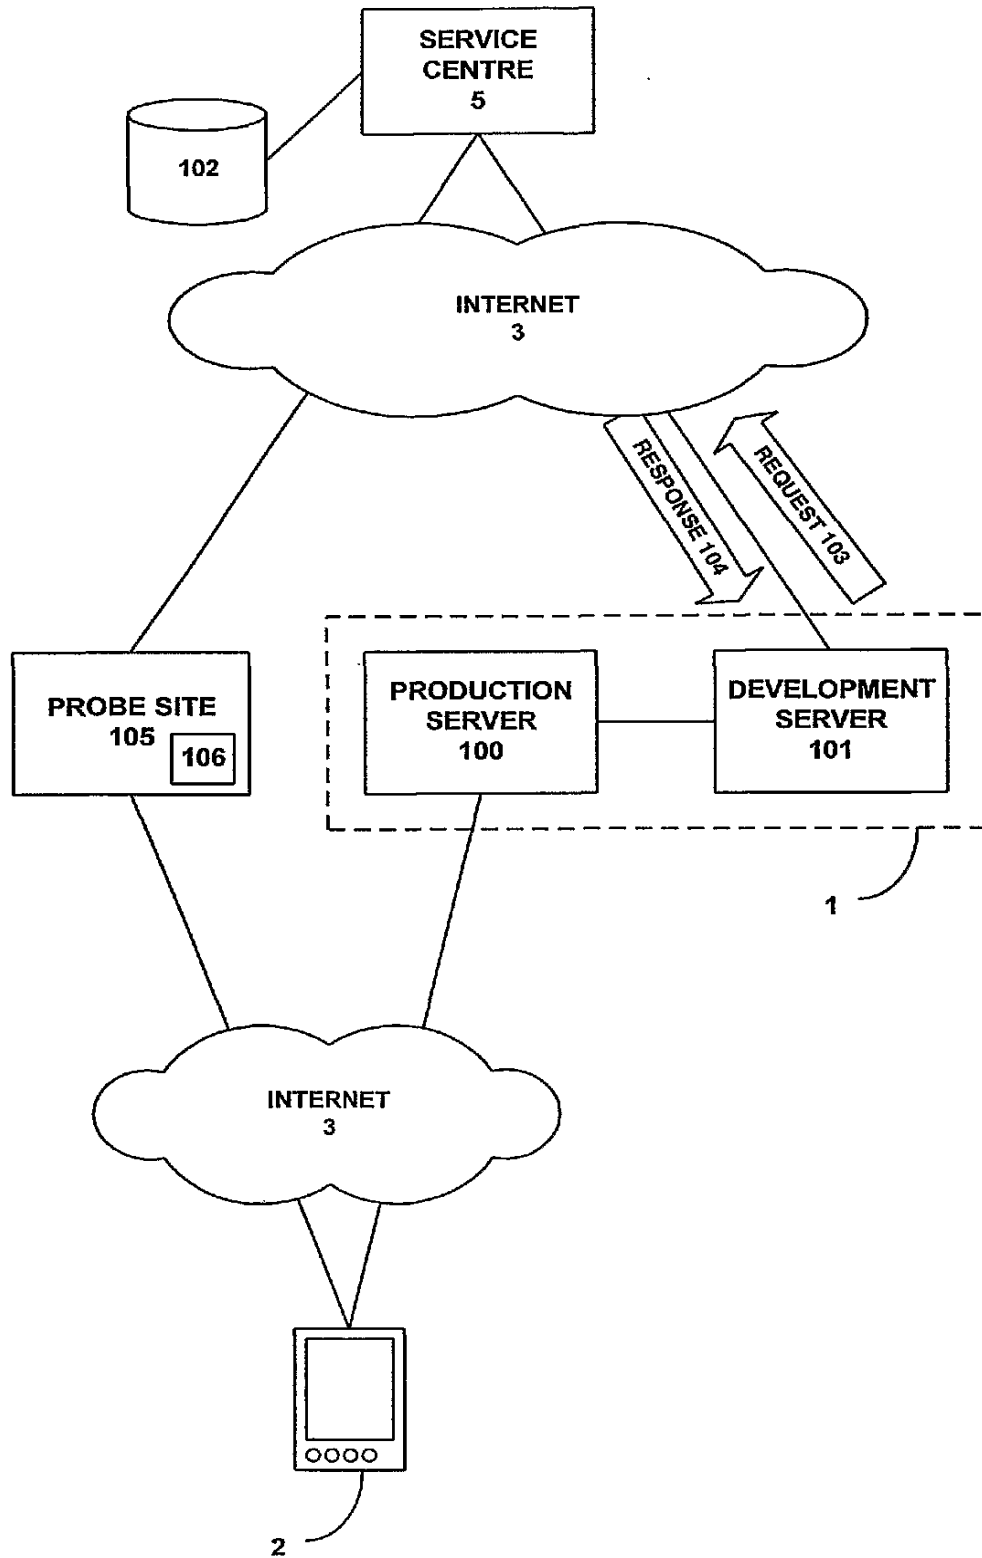 SERVICE
CENTRE
5
102
INTERNET
3
RESPONSE 104
REQUEST 103
PROBE SITE
105
106
PRODUCTION
SERVER
100
DEVELOPMENT
SERVER
101
1
INTERNET
3
2